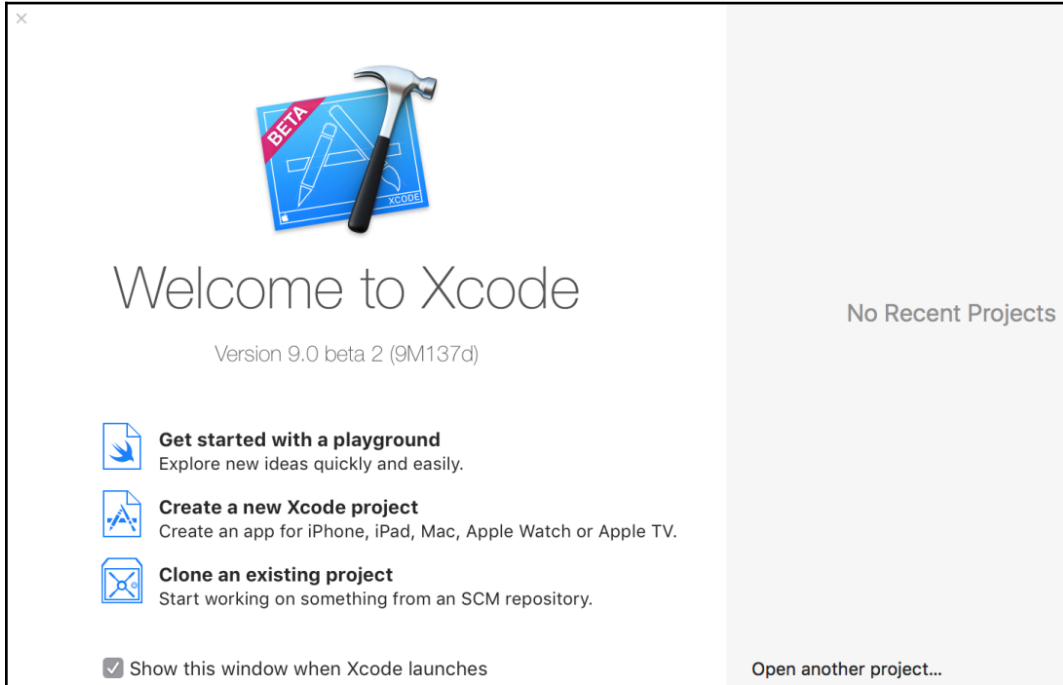 BETA
XCODE
Welcome to Xcode
Version 9.0 beta 2 (9M137d)
No Recent Projects
Get started with a playground
Explore new ideas quickly and easily.
Create a new Xcode project
Create an app for iPhone, iPad, Mac, Apple Watch or Apple TV.
Clone an existing project
Start working on something from an SCM repository.
Show this window when Xcode launches
Open another project...